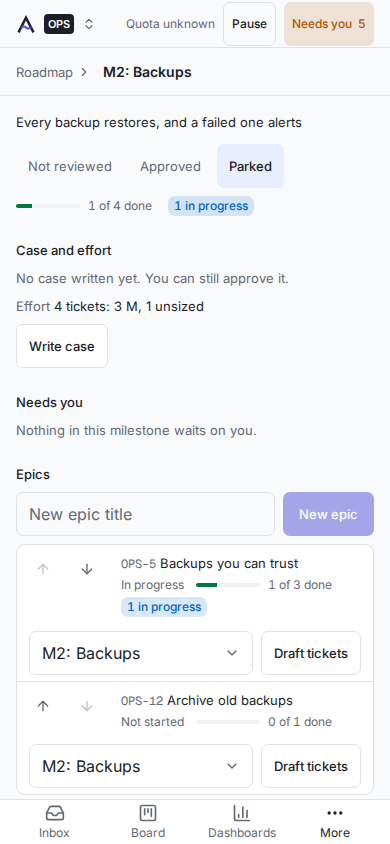 OPS
Quota unknown
Pause
Needs you 5
Roadmap
M2: Backups
Every backup restores, and a failed one alerts
Not reviewed
Approved
Parked
1 of 4 done
1 in progress
Case and effort
No case written yet. You can still approve it.
Effort 4 tickets: 3 M, 1 unsized
Write case
Needs you
Nothing in this milestone waits on you.
Epics
New epic title
New epic
OPS-5 Backups you can trust
In progress
1 of 3 done
1 in progress
M2: Backups
Draft tickets
OPS-12 Archive old backups
Not started
0 of 1 done
M2: Backups
Draft tickets
Inbox
Board
Dashboards
More